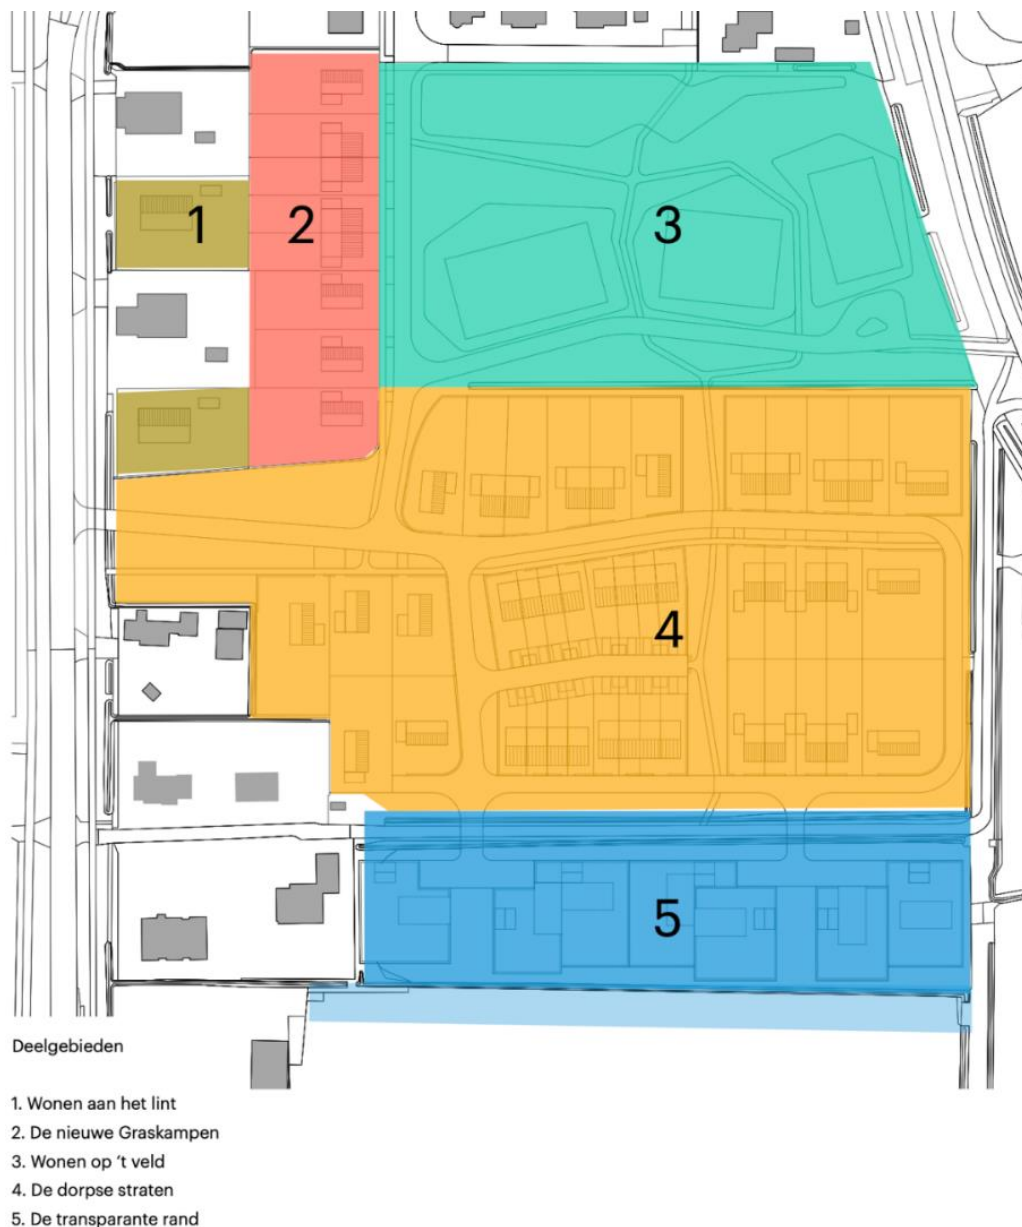 1
2
3
4
5
Deelgebieden
1. Wonen aan het lint
2. De nieuwe Graskampen
3. Wonen op ‘t veld
4. De dorpse straten
5. De transparante rand